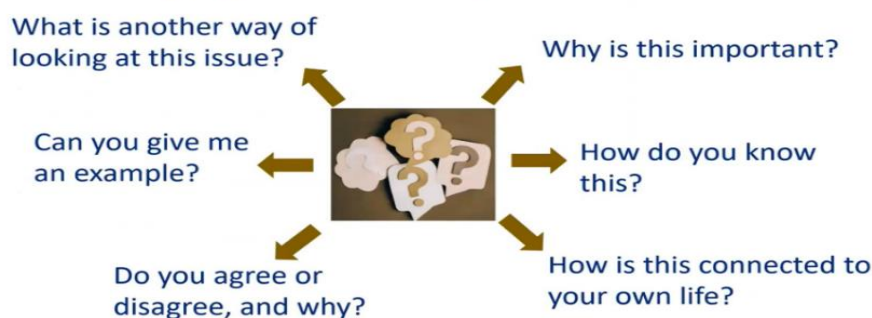 What is another way of
looking at this issue?
Why is this important?
Can you give me
an example?
How do you know
this?
Do you agree or
disagree, and why?
How is this connected to
your own life?